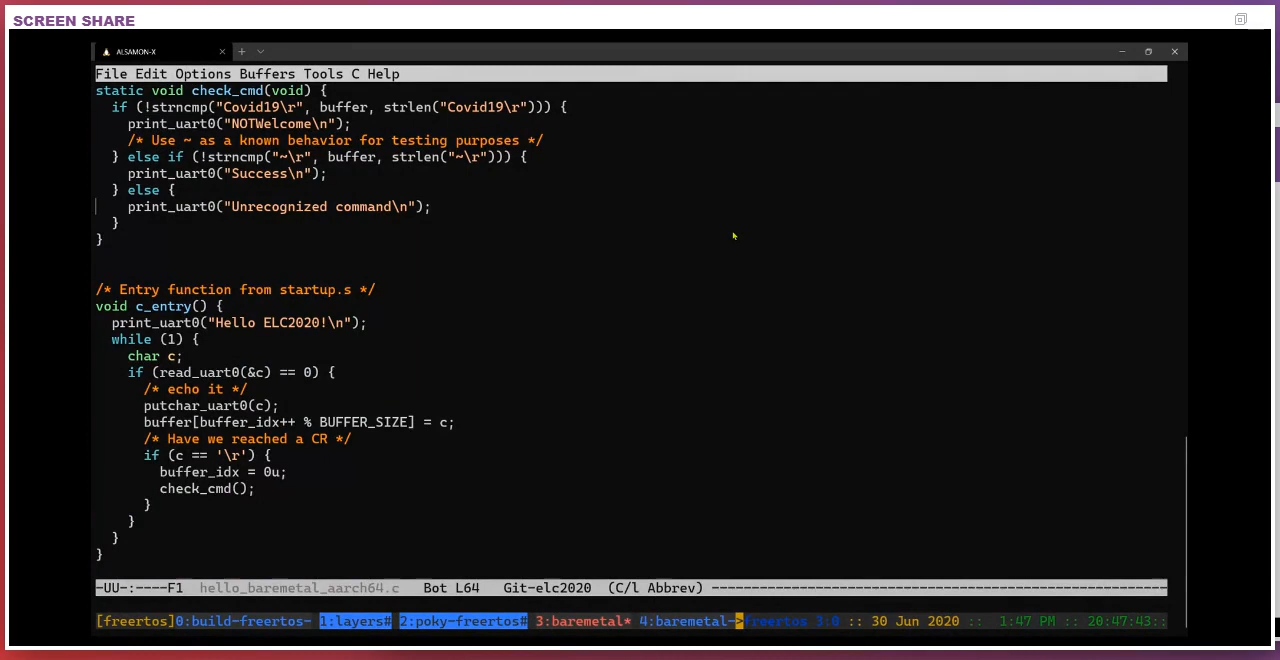 SCREEN SHARE
ALSAMON-X
File Edit Options Buffers Tools C Help
static void check_cmd(void) {
  if (!strncmp("Covid19\r", buffer, strlen("Covid19\r"))) {
    print_uart0("NOTWelcome\n");
    /* Use ~ as a known behavior for testing purposes */
  } else if (!strncmp("~\r", buffer, strlen("~\r"))) {
    print_uart0("Success\n");
  } else {
    print_uart0("Unrecognized command\n");
  }
}
/* Entry function from startup.s */
void c_entry() {
  print_uart0("Hello ELC2020!\n");
  while (1) {
    char c;
    if (read_uart0(&c) == 0) {
      /* echo it */
      putchar_uart0(c);
      buffer[buffer_idx++ % BUFFER_SIZE] = c;
      /* Have we reached a CR */
      if (c == '\r') {
        buffer_idx = 0u;
        check_cmd();
      }
    }
  }
}
-UU-:----F1  hello_baremetal_aarch64.c   Bot L64   Git-elc2020  (C/l Abbrev) ----------------------------------------------------------
[freertos]0:build-freertos- 1:layers# 2:poky-freertos# 3:baremetal* 4:baremetal->freertos 3:0 :: 30 Jun 2020 ::  1:47 PM :: 20:47:43::